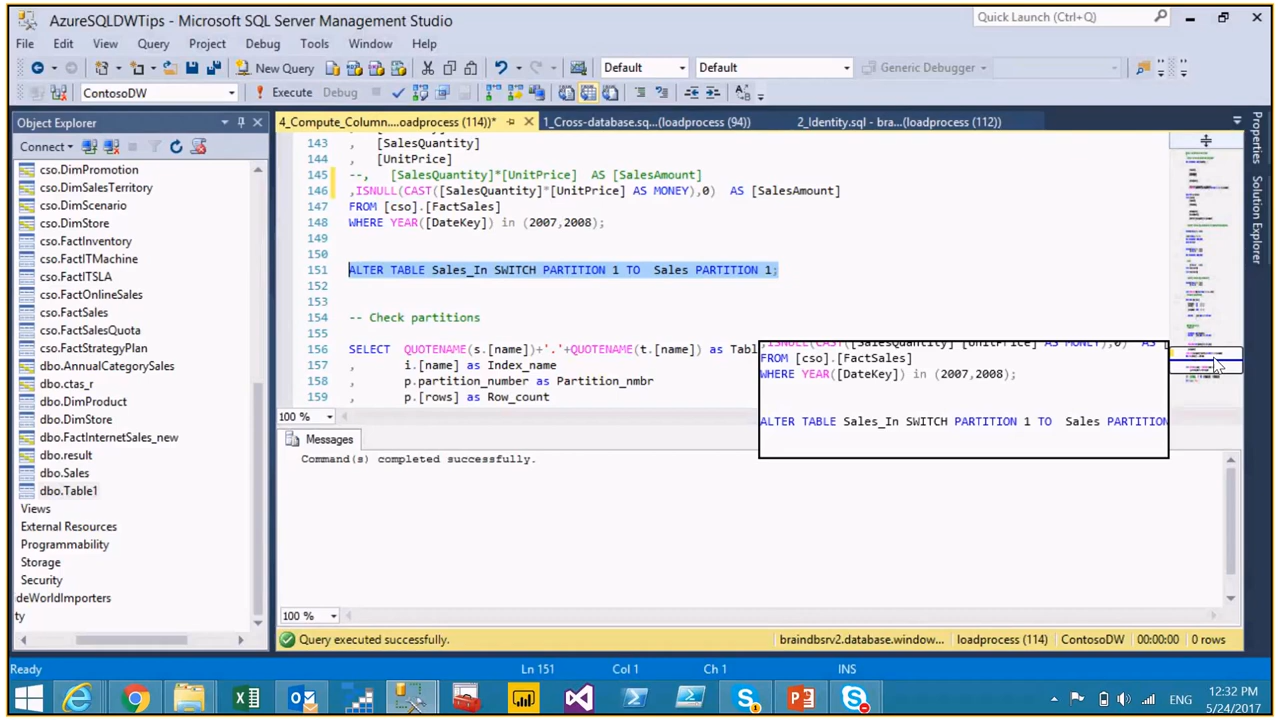 AzureSQLDWTips - Microsoft SQL Server Management Studio
Quick Launch (Ctrl+Q)
File Edit View Query Project Debug Tools Window Help
New Query Default Default Generic Debugger
ContosoDW Execute Debug
Object Explorer
4_Compute_Column....oadprocess (114))* 1_Cross-database.sq...(loadprocess (94)) 2_Identity.sql - bra...(loadprocess (112))
Properties
Solution Explorer
Connect
cso.DimPromotion
cso.DimSalesTerritory
cso.DimScenario
cso.DimStore
cso.FactInventory
cso.FactITMachine
cso.FactITSLA
cso.FactOnlineSales
cso.FactSales
cso.FactSalesQuota
cso.FactStrategyPlan
dbo.AnnualCategorySales
dbo.ctas_r
dbo.DimProduct
dbo.DimStore
dbo.FactInternetSales_new
dbo.result
dbo.Sales
dbo.Table1
Views
External Resources
Programmability
Storage
Security
deWorldImporters
ty
143 , [SalesQuantity]
144 , [UnitPrice]
145 --, [SalesQuantity]*[UnitPrice] AS [SalesAmount]
146 ,ISNULL(CAST([SalesQuantity]*[UnitPrice] AS MONEY),0) AS [SalesAmount]
147 FROM [cso].[FactSales]
148 WHERE YEAR([DateKey]) in (2007,2008);
149
150
151 ALTER TABLE Sales_In SWITCH PARTITION 1 TO Sales PARTITION 1;
152
153
154 -- Check partitions
155
156 SELECT QUOTENAME(s.[name])+'.'+QUOTENAME(t.[name]) as Tabl
157 , i.[name] as Index_name
158 , p.partition_number as Partition_nmbr
159 , p.[rows] as Row_count
,ISNULL(CAST([SalesQuantity]*[UnitPrice] AS MONEY),0) AS [
FROM [cso].[FactSales]
WHERE YEAR([DateKey]) in (2007,2008);
ALTER TABLE Sales_In SWITCH PARTITION 1 TO Sales PARTITION
100 %
Messages
Command(s) completed successfully.
100 %
Query executed successfully. braindbsrv2.database.window... loadprocess (114) ContosoDW 00:00:00 0 rows
Ready Ln 151 Col 1 Ch 1 INS
ENG 12:32 PM
5/24/2017